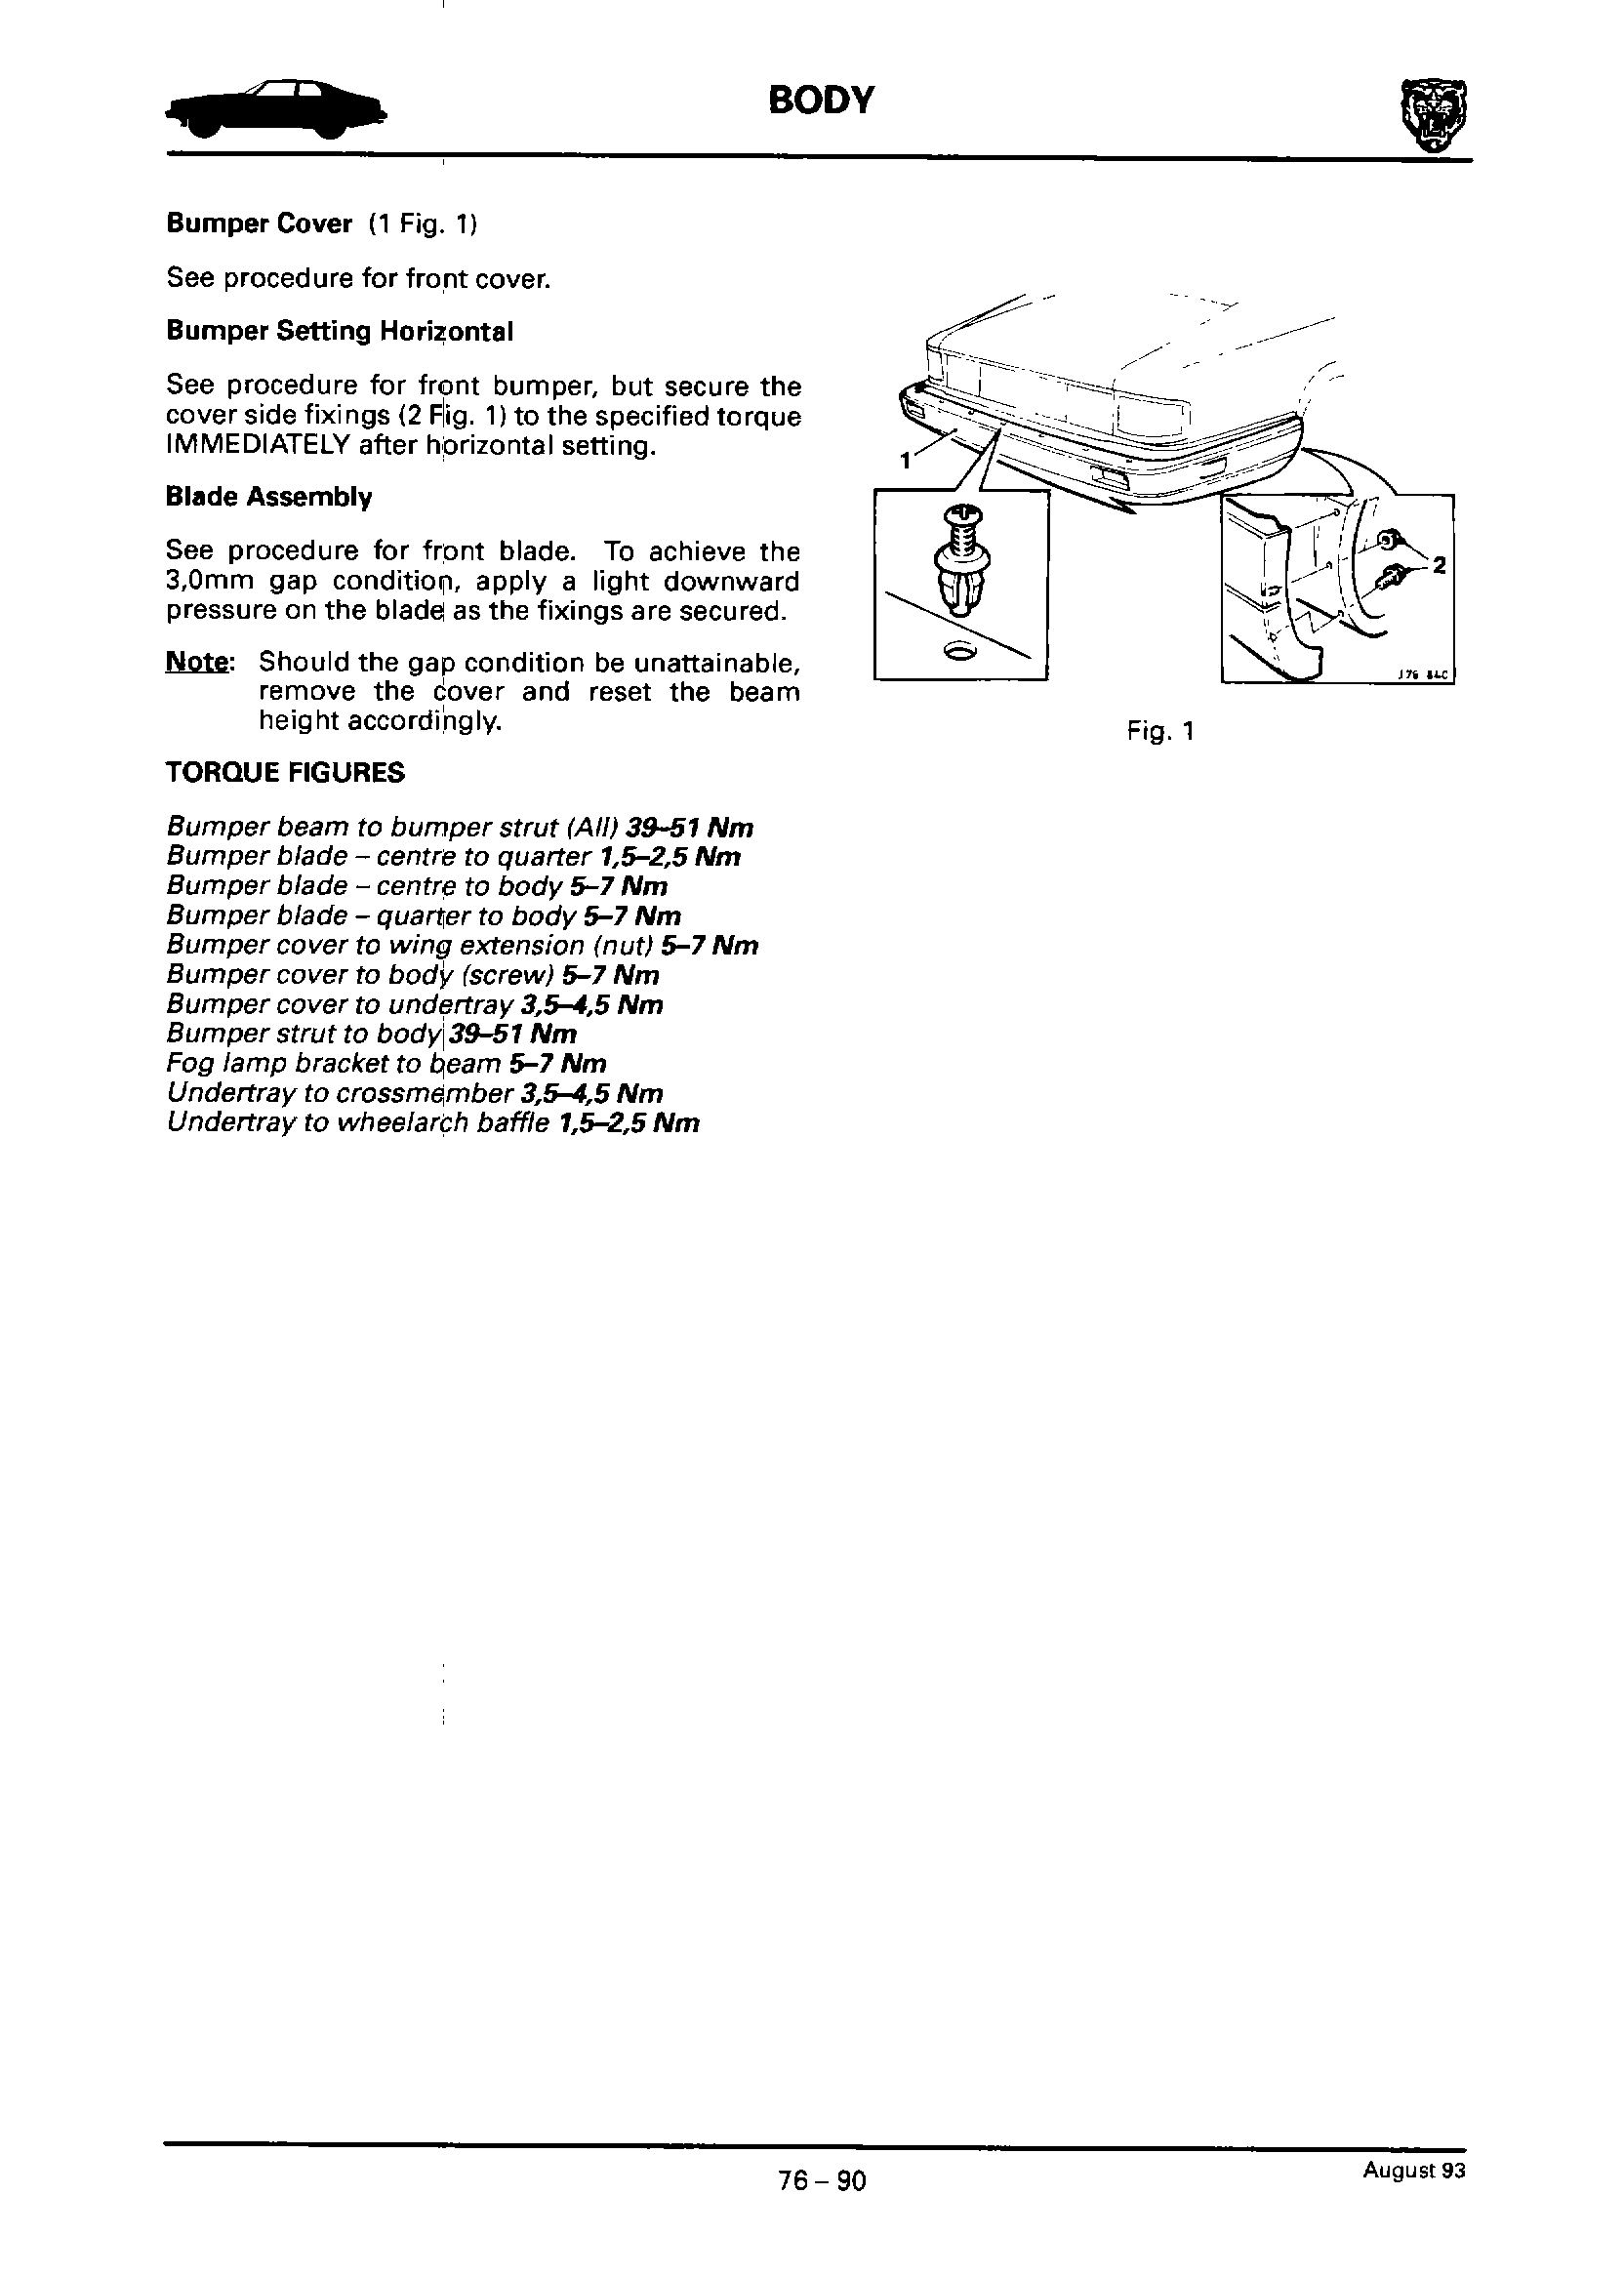 BODY
Bumper Cover (1 Fig. 1)
See procedure for front cover.
Bumper Setting Horizontal
See procedure for front bumper, but secure the
cover side fixings (2 Fig. 1) to the specified torque
IMMEDIATELY after horizontal setting.
Blade Assembly
See procedure for front blade. To achieve the
3,0mm gap condition, apply a light downward
pressure on the blade as the fixings are secured.
Note: Should the gap condition be unattainable,
remove the cover and reset the beam
height accordingly.
TORQUE FIGURES
Bumper beam to bumper strut (All) 39–51 Nm
Bumper blade – centre to quarter 1,5–2,5 Nm
Bumper blade – centre to body 5–7 Nm
Bumper blade – quarter to body 5–7 Nm
Bumper cover to wing extension (nut) 5–7 Nm
Bumper cover to body (screw) 5–7 Nm
Bumper cover to undertray 3,5–4,5 Nm
Bumper strut to body 39–51 Nm
Fog lamp bracket to beam 5–7 Nm
Undertray to crossmember 3,5–4,5 Nm
Undertray to wheelarch baffle 1,5–2,5 Nm
1
2
J76
Fig. 1
76 – 90
August 93